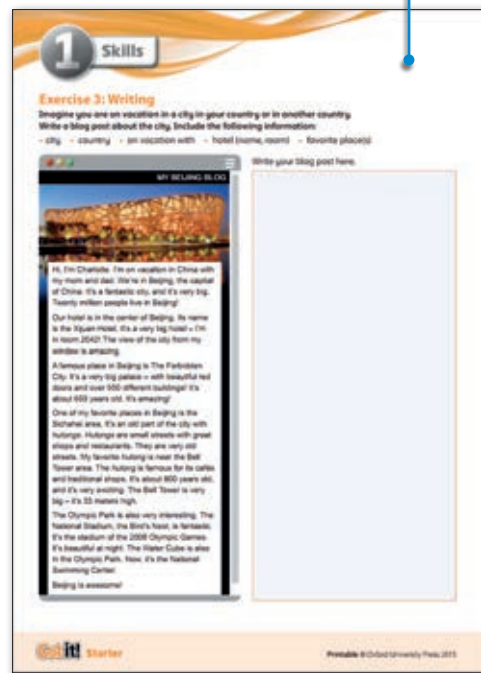 1
Skills
Exercise 3: Writing
Imagine you are on vacation in a city in your country or in another country.
Write a blog post about the city. Include the following information:
• city • country • on vacation with • hotel (name, room) • favorite place(s)
Write your blog post here.
MY BEIJING BLOG
Hi, I'm Charlotte. I'm on vacation in China with
my mom and dad. We're in Beijing, the capital
of China. It's a fantastic city, and it's very big.
Twenty million people live in Beijing!
Our hotel is in the center of Beijing. Its name
is the Xiyuan Hotel. It's a very big hotel – I'm
in room 2042! The view of the city from my
window is amazing.
A famous place in Beijing is The Forbidden
City. It's a very big palace – with beautiful red
doors and over 900 different buildings! It's
about 600 years old. It's amazing!
One of my favorite places in Beijing is the
Shichahai area. It's an old part of the city with
hutongs. Hutongs are small streets with great
shops and restaurants. They are very old
streets. My favorite hutong is near the Bell
Tower area. The hutong is famous for its cafés
and traditional shops. It's about 800 years old,
and it's very exciting. The Bell Tower is very
big – it's 33 meters high.
The Olympic Park is also very interesting. The
National Stadium, the Bird's Nest, is fantastic.
It's the stadium of the 2008 Olympic Games.
It's beautiful at night. The Water Cube is also
in the Olympic Park. Now, it's the National
Swimming Center!
Beijing is awesome!
Got it! Starter
Printable © Oxford University Press 2015